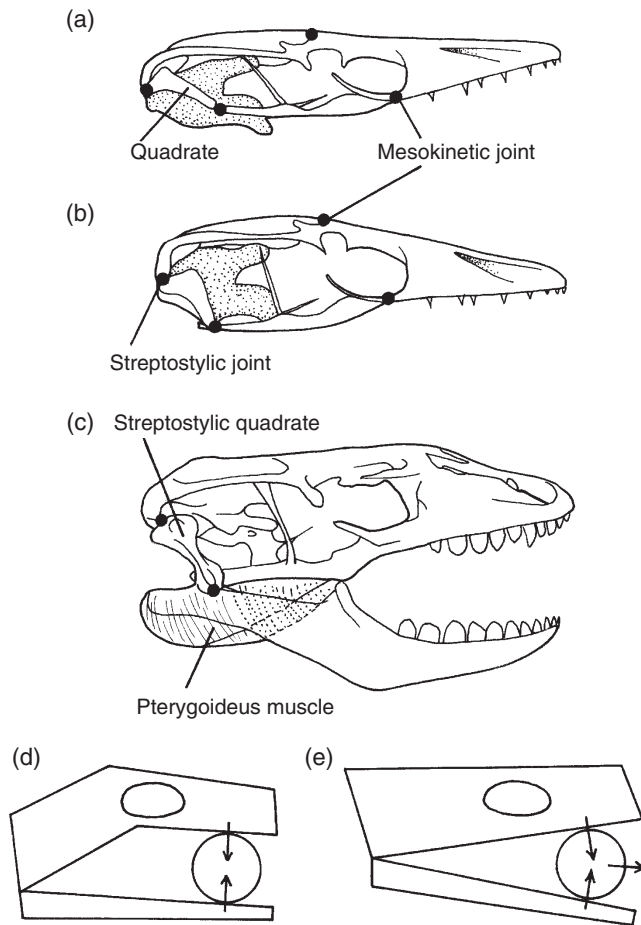 (a)
Quadrate
Mesokinetic joint
(b)
Streptostylic joint
(c)
Streptostylic quadrate
Pterygoideus muscle
(d)
(e)